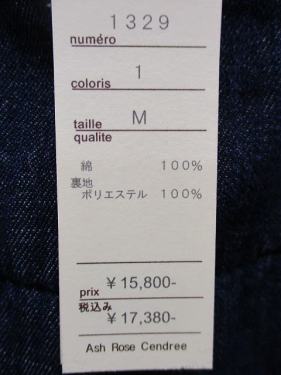 1329
numéro
1
coloris
M
taille
qualite
綿 100%
裏地
ポリエステル 100%
prix ¥15,800-
税込み
¥17,380-
Ash Rose Cendree